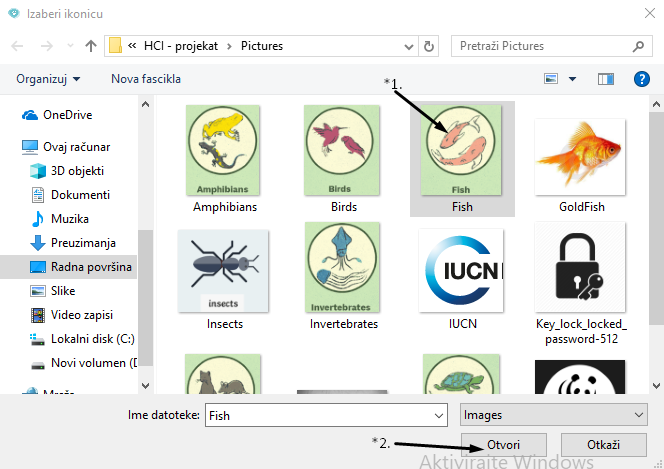 Izaberi ikonicu
« HCI - projekat > Pictures
Pretraži Pictures
Organizuj
Nova fascikla
*1.
OneDrive
Ovaj računar
3D objekti
Dokumenti
Muzika
Preuzimanja
Radna površina
Slike
Video zapisi
Lokalni disk (C:)
Novi volumen (D
Mreža
Amphibians
Birds
Fish
Amphibians
Birds
Fish
GoldFish
insects
Invertebrates
IUCN
Insects
Invertebrates
IUCN
Key_lock_locked_
password-512
Ime datoteke:
Fish
Images
*2.
Otvori
Otkaži
Aktivirajte Windows